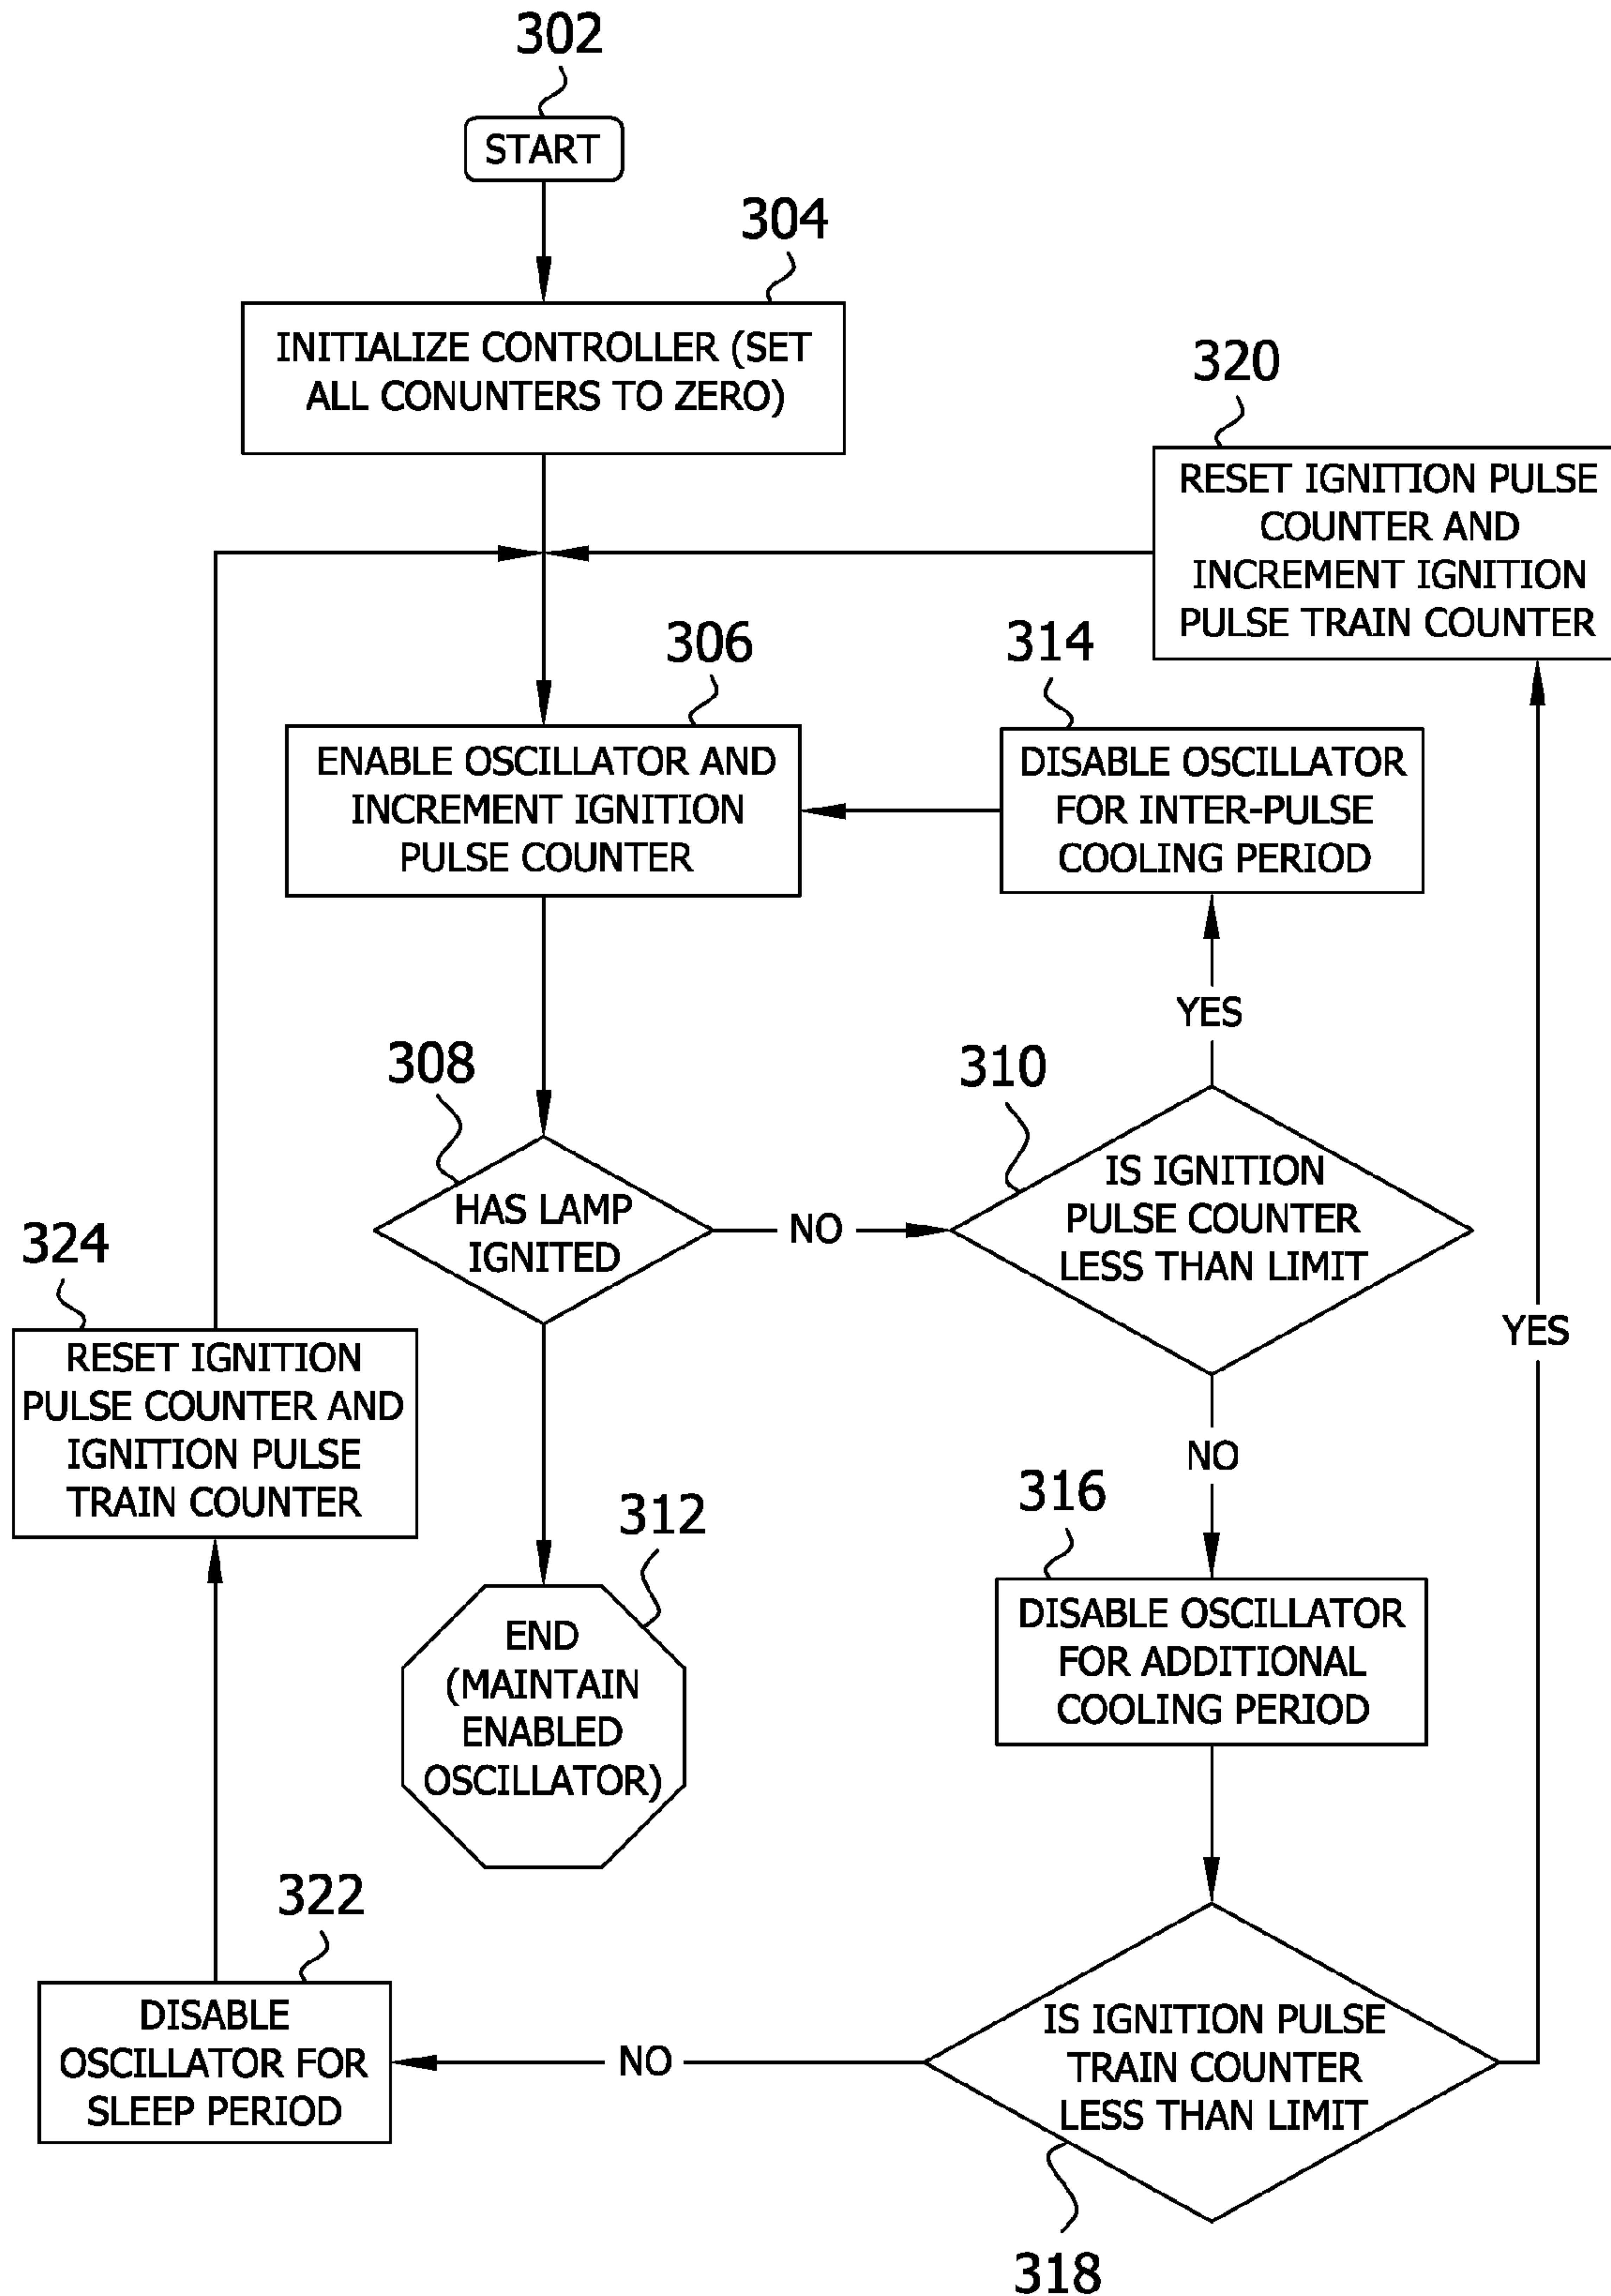 302
START
304
INITIALIZE CONTROLLER (SET
ALL CONUNTERS TO ZERO)
320
RESET IGNITION PULSE
COUNTER AND
INCREMENT IGNITION
PULSE TRAIN COUNTER
306
ENABLE OSCILLATOR AND
INCREMENT IGNITION
PULSE COUNTER
314
DISABLE OSCILLATOR
FOR INTER-PULSE
COOLING PERIOD
YES
308
HAS LAMP
IGNITED
NO
310
IS IGNITION
PULSE COUNTER
LESS THAN LIMIT
YES
324
RESET IGNITION
PULSE COUNTER AND
IGNITION PULSE
TRAIN COUNTER
NO
312
END
(MAINTAIN
ENABLED
OSCILLATOR)
316
DISABLE OSCILLATOR
FOR ADDITIONAL
COOLING PERIOD
322
DISABLE
OSCILLATOR FOR
SLEEP PERIOD
NO
IS IGNITION PULSE
TRAIN COUNTER
LESS THAN LIMIT
318